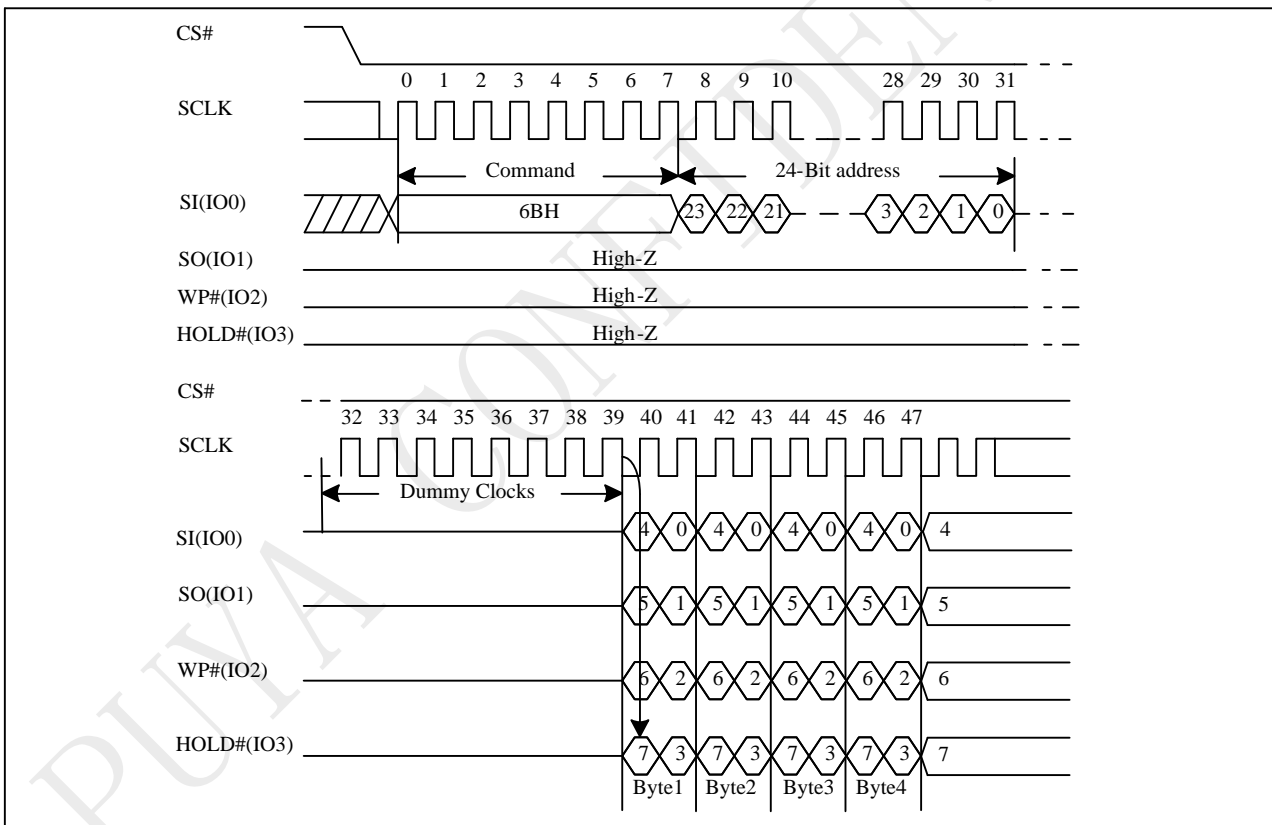 CS#
0 1 2 3 4 5 6 7 8 9 10 28 29 30 31
SCLK
Command 24-Bit address
SI(IO0) 6BH 23 22 21 3 2 1 0
SO(IO1) High-Z
WP#(IO2) High-Z
HOLD#(IO3) High-Z
CS#
32 33 34 35 36 37 38 39 40 41 42 43 44 45 46 47
SCLK
Dummy Clocks
SI(IO0) 4 0 4 0 4 0 4 0 4
SO(IO1) 5 1 5 1 5 1 5 1 5
WP#(IO2) 6 2 6 2 6 2 6 2 6
HOLD#(IO3) 7 3 7 3 7 3 7 3 7
Byte1 Byte2 Byte3 Byte4
PUYA CONFIDEN